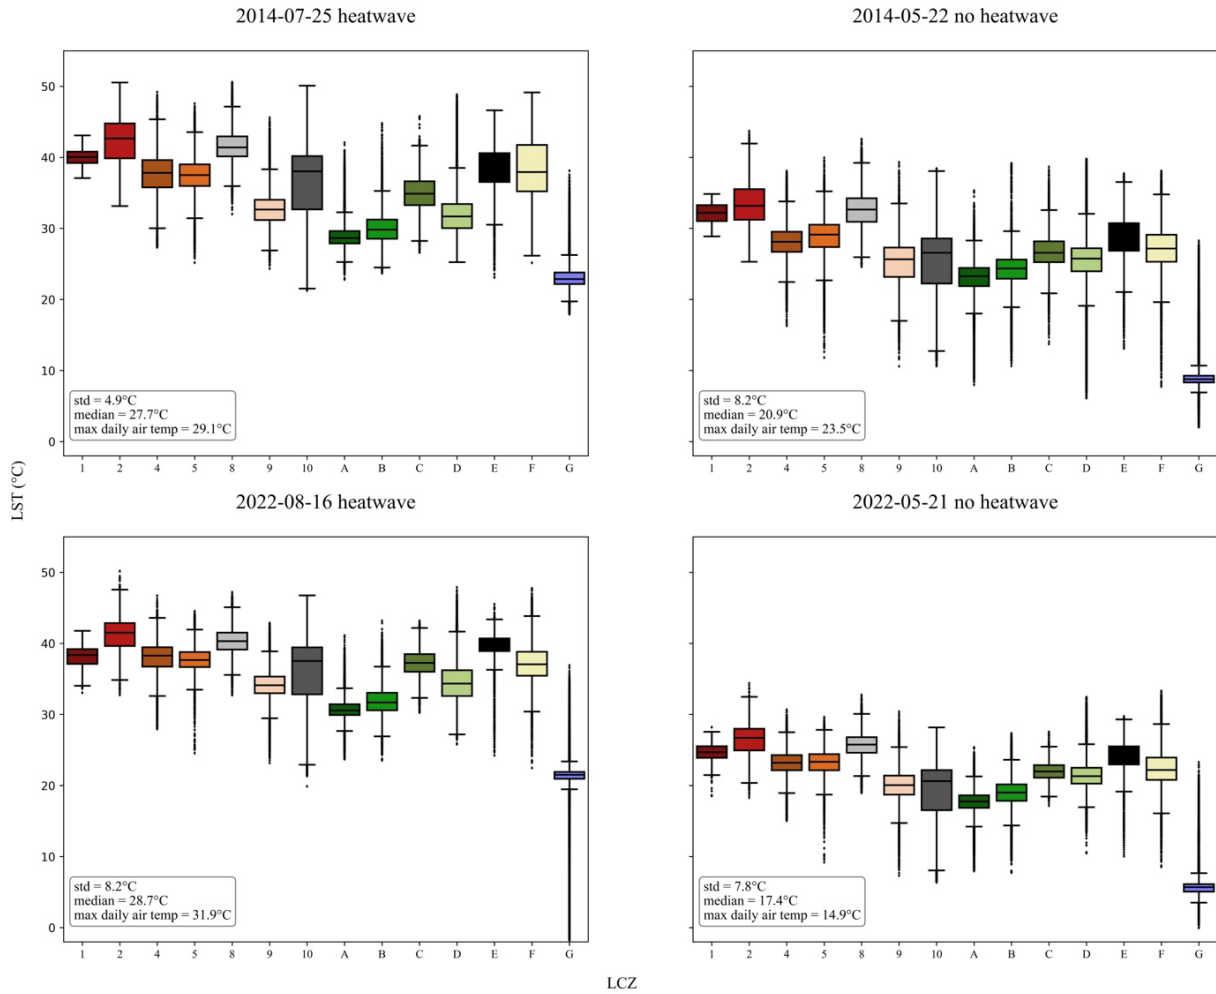 2014-07-25 heatwave
2014-05-22 no heatwave
50
40
30
20
10
0
std = 4.9°C
median = 27.7°C
max daily air temp = 29.1°C
1 2 4 5 8 9 10 A B C D E F G
std = 8.2°C
median = 20.9°C
max daily air temp = 23.5°C
1 2 4 5 8 9 10 A B C D E F G
LST (°C)
2022-08-16 heatwave
2022-05-21 no heatwave
50
40
30
20
10
0
std = 8.2°C
median = 28.7°C
max daily air temp = 31.9°C
1 2 4 5 8 9 10 A B C D E F G
std = 7.8°C
median = 17.4°C
max daily air temp = 14.9°C
1 2 4 5 8 9 10 A B C D E F G
LCZ